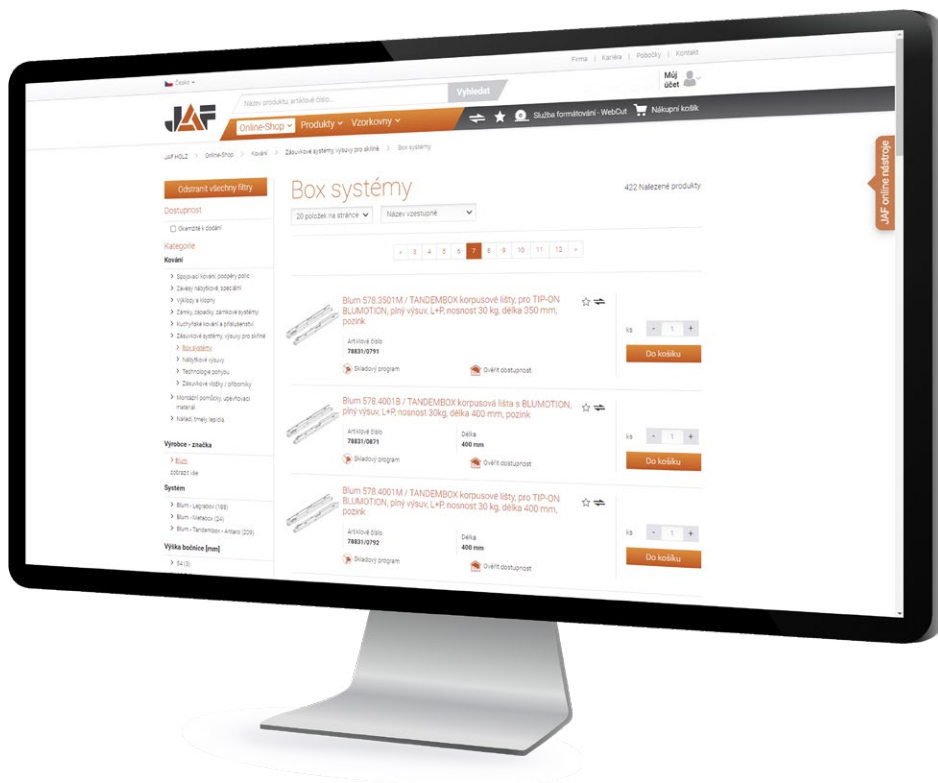 Firma | Kariéra | Pobočky | Kontakt
Česko
Název produktu, artiklové číslo...
Vyhledat
Můj účet
JAF
Online-Shop
Produkty
Vzorkovny
Služba formátování - WebCut
Nákupní košík
JAF HOLZ > Online-Shop > Kování > Zásuvkové systémy, výsuvy pro skříně > Box systémy
JAF online nástroje
Odstranit všechny filtry
Dostupnost
Okamžitě k dodání
Kategorie
Kování
> Spojovací kování, podpěry polic
> Závěsy nábytkové, speciální
> Výklopy a klopny
> Zámky, západky, zámkové systémy
> Kuchyňské kování a příslušenství
> Zásuvkové systémy, výsuvy pro skříně
> Box systémy
> Nábytkové výsuvy
> Technologie pohybu
> Zásuvkové vložky / příborníky
> Montážní pomůcky, upevňovací
materiál
> Nářadí, tmely, lepidla
Výrobce - značka
> Blum
zobrazit vše
Systém
> Blum - Legrabox (188)
> Blum - Metabox (24)
> Blum - Tandembox - Antaro (209)
Výška bočnice [mm]
> 54 (3)
Box systémy
422 Nalezené produkty
20 položek na stránce
Název vzestupně
« 3 4 5 6 7 8 9 10 11 12 »
Blum 578.3501M / TANDEMBOX korpusové lišty, pro TIP-ON
BLUMOTION, plný výsuv, L+P, nosnost 30 kg, délka 350 mm,
pozink
Artiklové číslo
78831/0791
Skladový program
Ověřit dostupnost
ks - 1 +
Do košíku
Blum 578.4001B / TANDEMBOX korpusová lišta s BLUMOTION,
plný výsuv, L+P, nosnost 30kg, délka 400 mm, pozink
Artiklové číslo
78831/0871
Délka
400 mm
Skladový program
Ověřit dostupnost
ks - 1 +
Do košíku
Blum 578.4001M / TANDEMBOX korpusové lišty, pro TIP-ON
BLUMOTION, plný výsuv, L+P, nosnost 30 kg, délka 400 mm,
pozink
Artiklové číslo
78831/0792
Délka
400 mm
Skladový program
Ověřit dostupnost
ks - 1 +
Do košíku